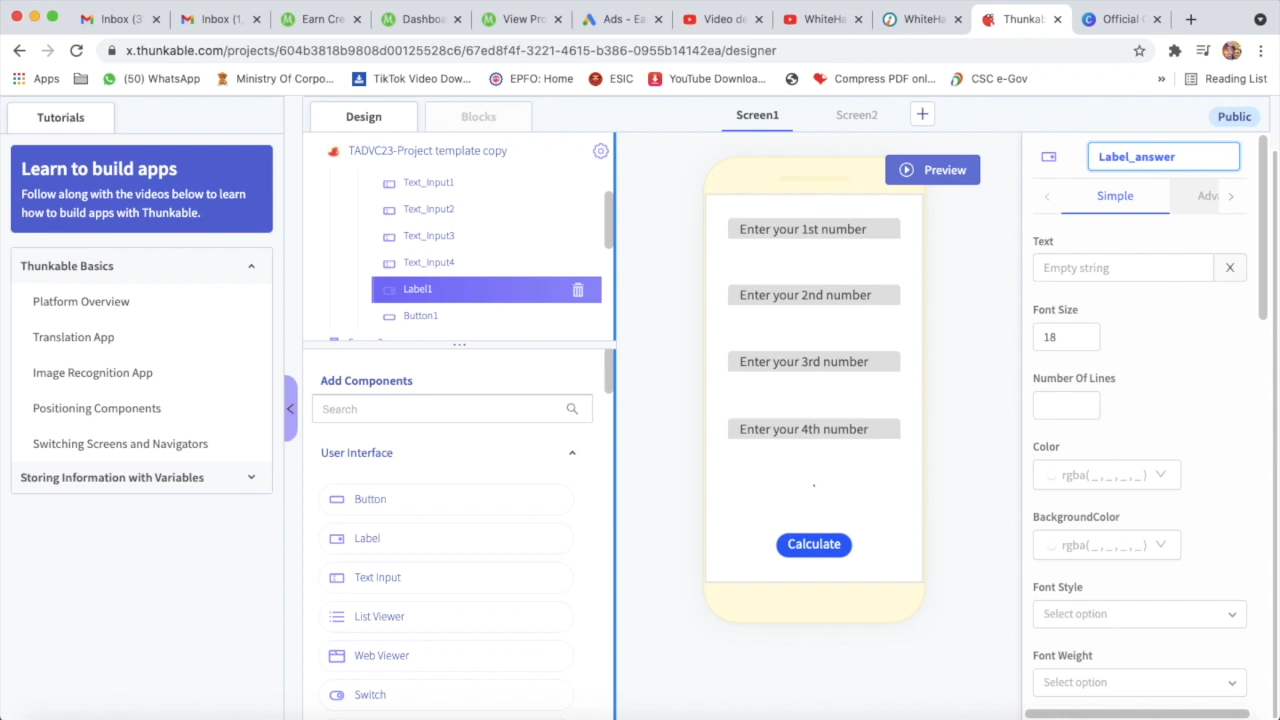 Inbox (3
Inbox (1,
Earn Cre
Dashboa
View Pro
Ads - Ea
Video de
WhiteHa
WhiteHa
Thunkab
Official C
x.thunkable.com/projects/604b3818b9808d00125528c6/67ed8f4f-3221-4615-b386-0955b14142ea/designer
Apps
(50) WhatsApp
Ministry Of Corpo...
TikTok Video Dow...
EPFO: Home
ESIC
YouTube Downloa...
Compress PDF onl...
CSC e-Gov
»
Reading List
Tutorials
Learn to build apps
Follow along with the videos below to learn
how to build apps with Thunkable.
Thunkable Basics
Platform Overview
Translation App
Image Recognition App
Positioning Components
Switching Screens and Navigators
Storing Information with Variables
Design
Blocks
TADVC23-Project template copy
Text_Input1
Text_Input2
Text_Input3
Text_Input4
Label1
Button1
Add Components
Search
User Interface
Button
Label
Text Input
List Viewer
Web Viewer
Switch
Screen1
Screen2
Public
Preview
Enter your 1st number
Enter your 2nd number
Enter your 3rd number
Enter your 4th number
Calculate
Label_answer
Simple
Adv
Text
Empty string
Font Size
18
Number Of Lines
Color
rgba(_,_,_,_)
BackgroundColor
rgba(_,_,_,_)
Font Style
Select option
Font Weight
Select option